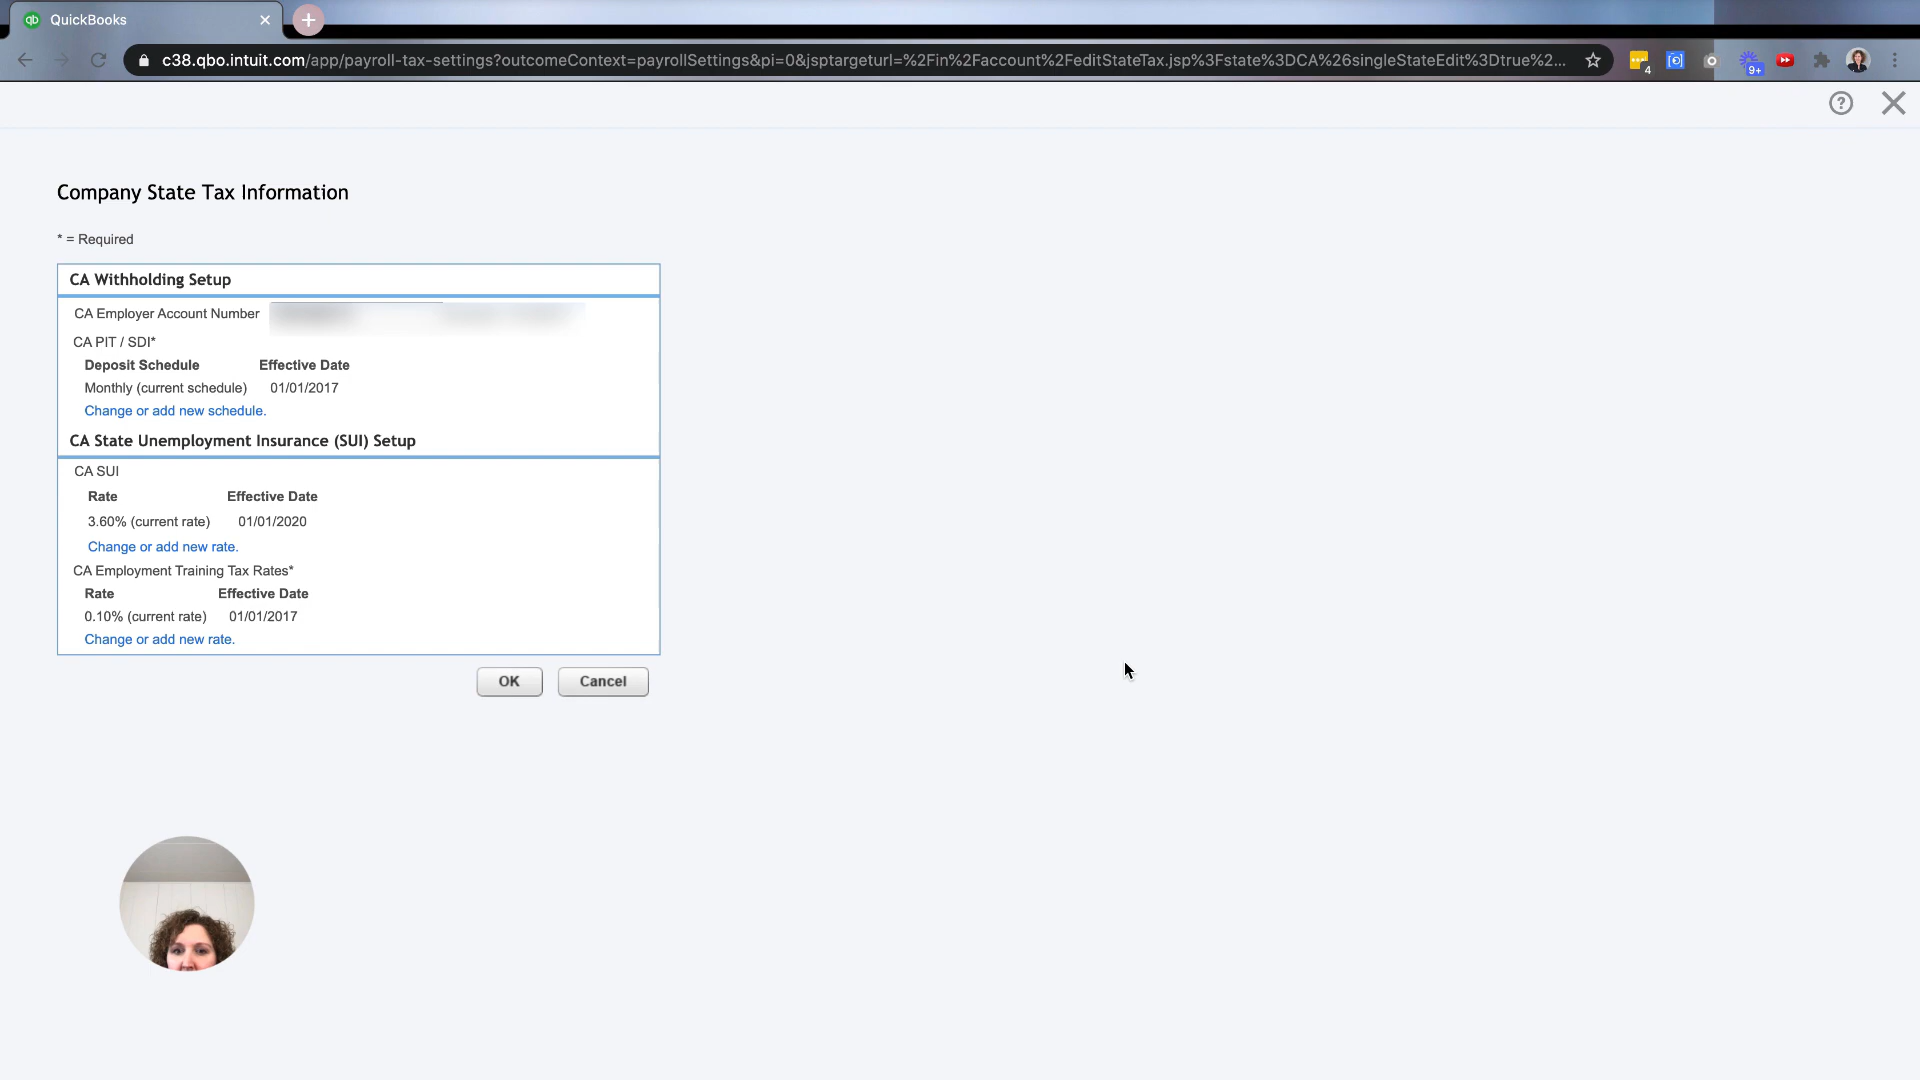 QuickBooks
c38.qbo.intuit.com/app/payroll-tax-settings?outcomeContext=payrollSettings&pi=0&jsptargeturl=%2Fin%2Faccount%2FeditStateTax.jsp%3Fstate%3DCA%26singleStateEdit%3Dtrue%2...
4
9+
Company State Tax Information
* = Required
CA Withholding Setup
CA Employer Account Number
CA PIT / SDI*
Deposit Schedule Effective Date
Monthly (current schedule) 01/01/2017
Change or add new schedule.
CA State Unemployment Insurance (SUI) Setup
CA SUI
Rate Effective Date
3.60% (current rate) 01/01/2020
Change or add new rate.
CA Employment Training Tax Rates*
Rate Effective Date
0.10% (current rate) 01/01/2017
Change or add new rate.
OK Cancel